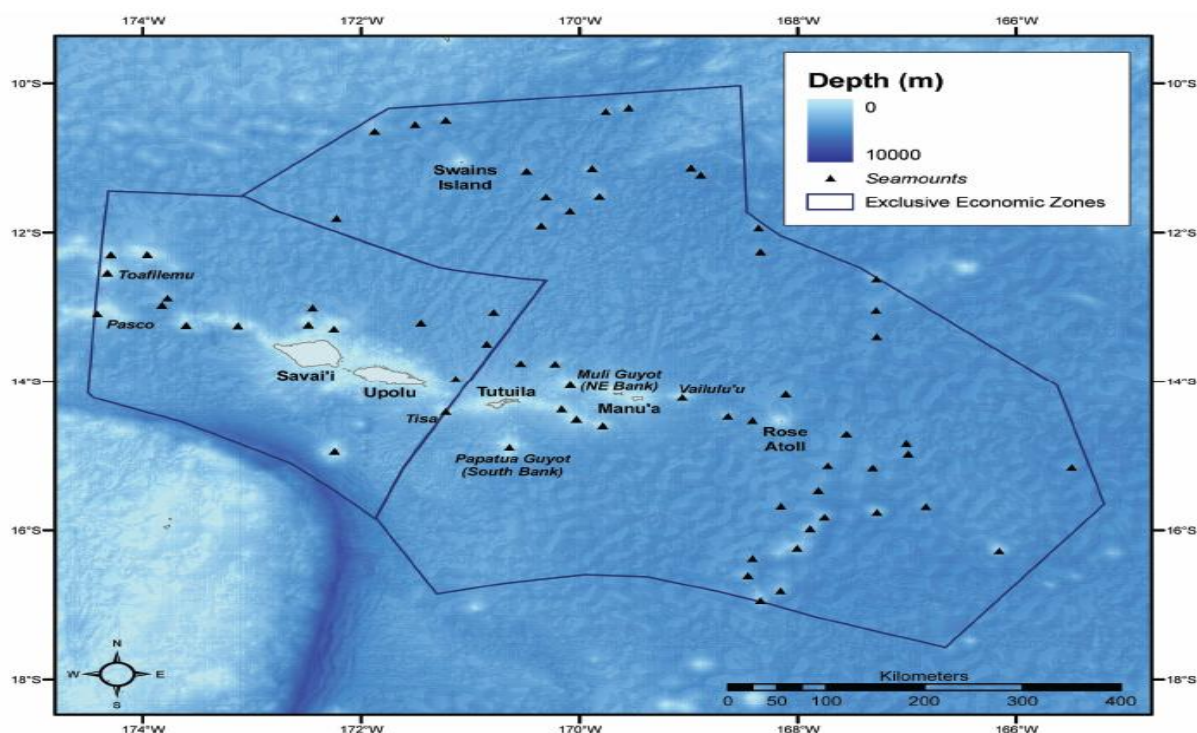 174°W 172°W 170°W 168°W 166°W
10°S 10°S
Depth (m)
0
10000
Seamounts
Exclusive Economic Zones
Swains
Island
12°S 12°S
Toafilemu
Pasco
Savai'i
Upolu
14°S 14°S
Muli Guyot
(NE Bank)
Vailulu'u
Tutuila
Manu'a
Tisa
Rose
Atoll
Papatua Guyot
(South Bank)
16°S 16°S
N
W E
S
18°S 18°S
Kilometers
0 50 100 200 300 400
174°W 172°W 170°W 168°W 166°W